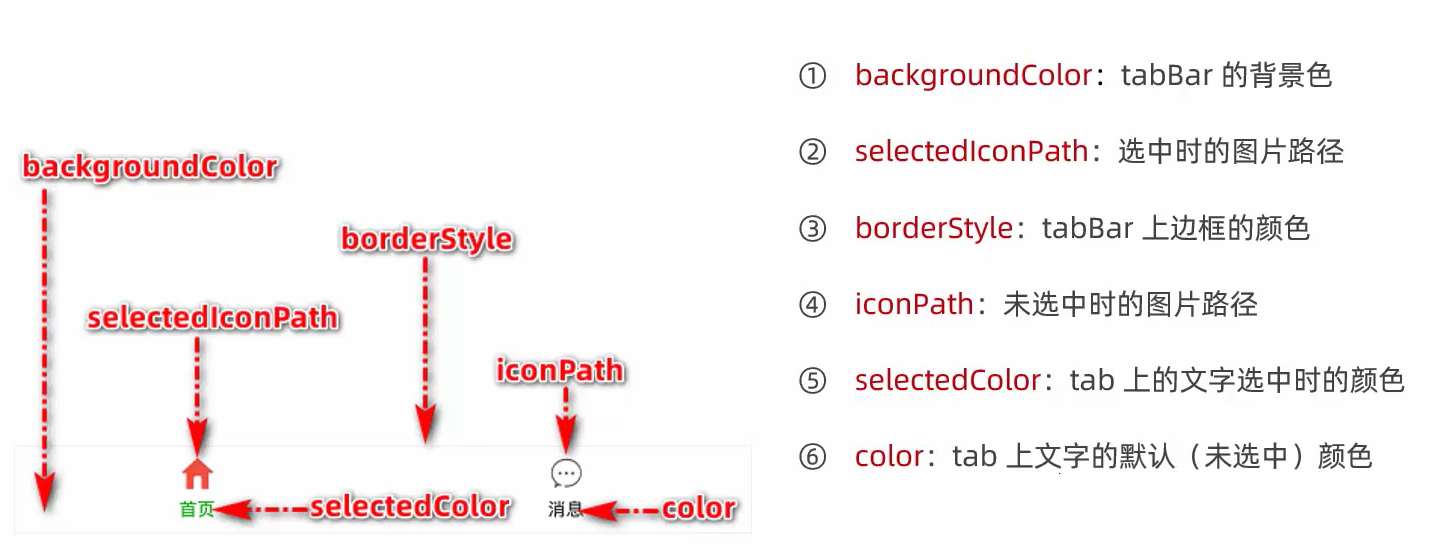 backgroundColor
borderStyle
selectedIconPath
iconPath
首页
selectedColor
消息
color
① backgroundColor：tabBar 的背景色
② selectedIconPath：选中时的图片路径
③ borderStyle：tabBar 上边框的颜色
④ iconPath：未选中时的图片路径
⑤ selectedColor：tab 上的文字选中时的颜色
⑥ color：tab 上文字的默认（未选中）颜色